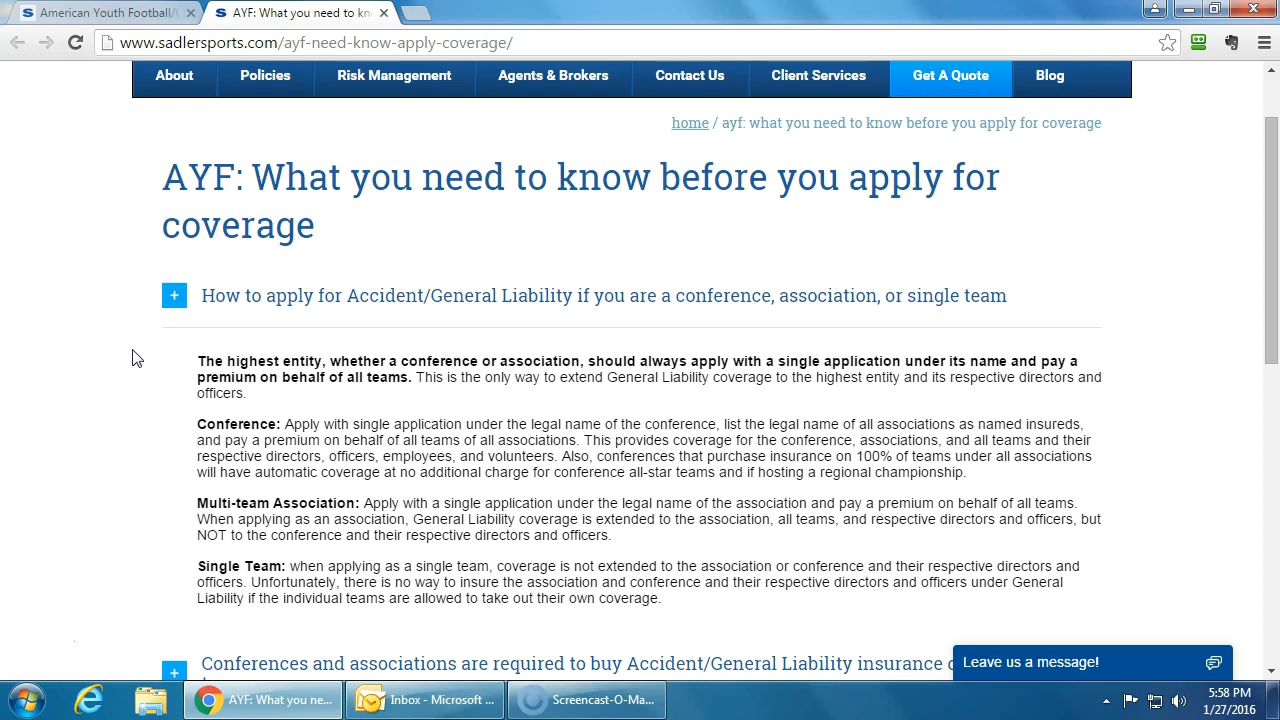 American Youth Football/
AYF: What you need to kn
www.sadlersports.com/ayf-need-know-apply-coverage/
About Policies Risk Management Agents & Brokers Contact Us Client Services Get A Quote Blog
home / ayf: what you need to know before you apply for coverage
AYF: What you need to know before you apply for
coverage
+ How to apply for Accident/General Liability if you are a conference, association, or single team
The highest entity, whether a conference or association, should always apply with a single application under its name and pay a
premium on behalf of all teams. This is the only way to extend General Liability coverage to the highest entity and its respective directors and
officers.
Conference: Apply with single application under the legal name of the conference, list the legal name of all associations as named insureds,
and pay a premium on behalf of all teams of all associations. This provides coverage for the conference, associations, and all teams and their
respective directors, officers, employees, and volunteers. Also, conferences that purchase insurance on 100% of teams under all associations
will have automatic coverage at no additional charge for conference all-star teams and if hosting a regional championship.
Multi-team Association: Apply with a single application under the legal name of the association and pay a premium on behalf of all teams.
When applying as an association, General Liability coverage is extended to the association, all teams, and respective directors and officers, but
NOT to the conference and their respective directors and officers.
Single Team: when applying as a single team, coverage is not extended to the association or conference and their respective directors and
officers. Unfortunately, there is no way to insure the association and conference and their respective directors and officers under General
Liability if the individual teams are allowed to take out their own coverage.
+ Conferences and associations are required to buy Accident/General Liability insurance
Leave us a message!
AYF: What you ne...
Inbox - Microsoft ...
Screencast-O-Ma...
5:58 PM
1/27/2016